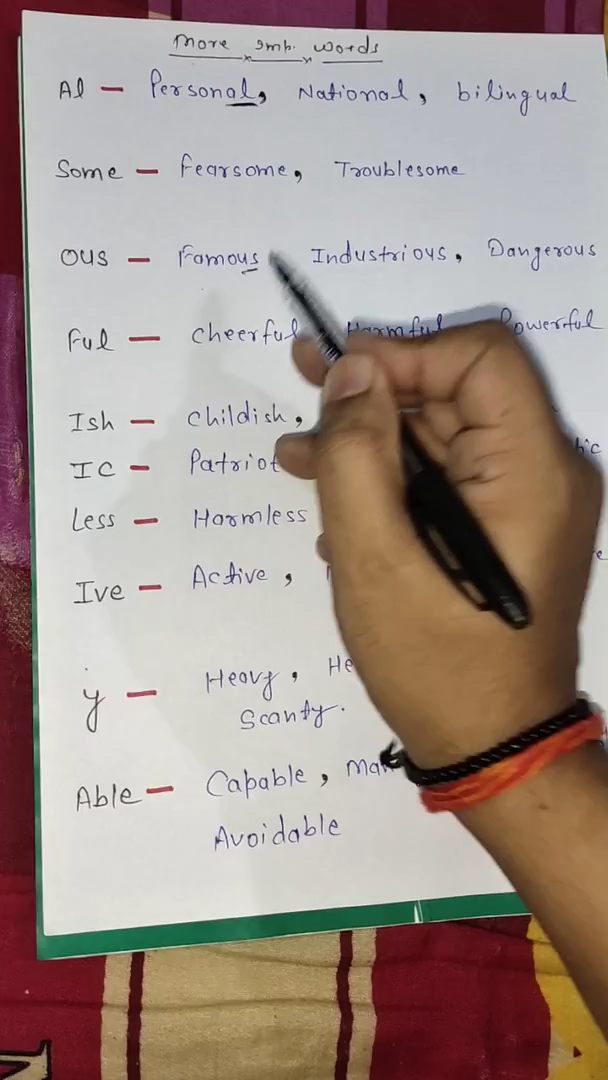 More Imp. words
Al — Personal, National, bilingual
Some — Fearsome, Troublesome
OUS — Famous Industrious, Dangerous
Ful — Cheerful Harmful Powerful
Ish — Childish,
IC —
Less — Harmless
Ive — Active,
y — Heavy,
Scanty.
Able — Capable,
Avoidable